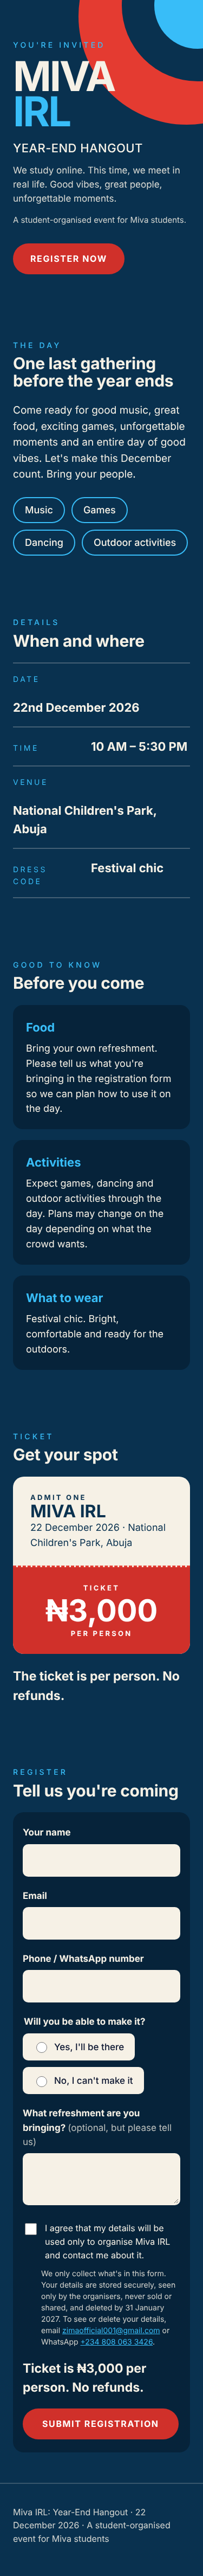 YOU'RE INVITED
MIVA
IRL
YEAR-END HANGOUT
We study online. This time, we meet in
real life. Good vibes, great people,
unforgettable moments.
A student-organised event for Miva students.
REGISTER NOW
THE DAY
One last gathering
before the year ends
Come ready for good music, great
food, exciting games, unforgettable
moments and an entire day of good
vibes. Let's make this December
count. Bring your people.
Music
Games
Dancing
Outdoor activities
DETAILS
When and where
DATE
22nd December 2026
TIME
10 AM – 5:30 PM
VENUE
National Children's Park,
Abuja
DRESS
CODE
Festival chic
GOOD TO KNOW
Before you come
Food
Bring your own refreshment.
Please tell us what you're
bringing in the registration form
so we can plan how to use it on
the day.
Activities
Expect games, dancing and
outdoor activities through the
day. Plans may change on the
day depending on what the
crowd wants.
What to wear
Festival chic. Bright,
comfortable and ready for the
outdoors.
TICKET
Get your spot
ADMIT ONE
MIVA IRL
22 December 2026 · National
Children's Park, Abuja
TICKET
₦3,000
PER PERSON
The ticket is per person. No
refunds.
REGISTER
Tell us you're coming
Your name
Email
Phone / WhatsApp number
Will you be able to make it?
Yes, I'll be there
No, I can't make it
What refreshment are you
bringing? (optional, but please tell
us)
I agree that my details will be
used only to organise Miva IRL
and contact me about it.
We only collect what's in this form.
Your details are stored securely, seen
only by the organisers, never sold or
shared, and deleted by 31 January
2027. To see or delete your details,
email zimaofficial001@gmail.com or
WhatsApp +234 808 063 3426.
Ticket is ₦3,000 per
person. No refunds.
SUBMIT REGISTRATION
Miva IRL: Year-End Hangout · 22
December 2026 · A student-organised
event for Miva students